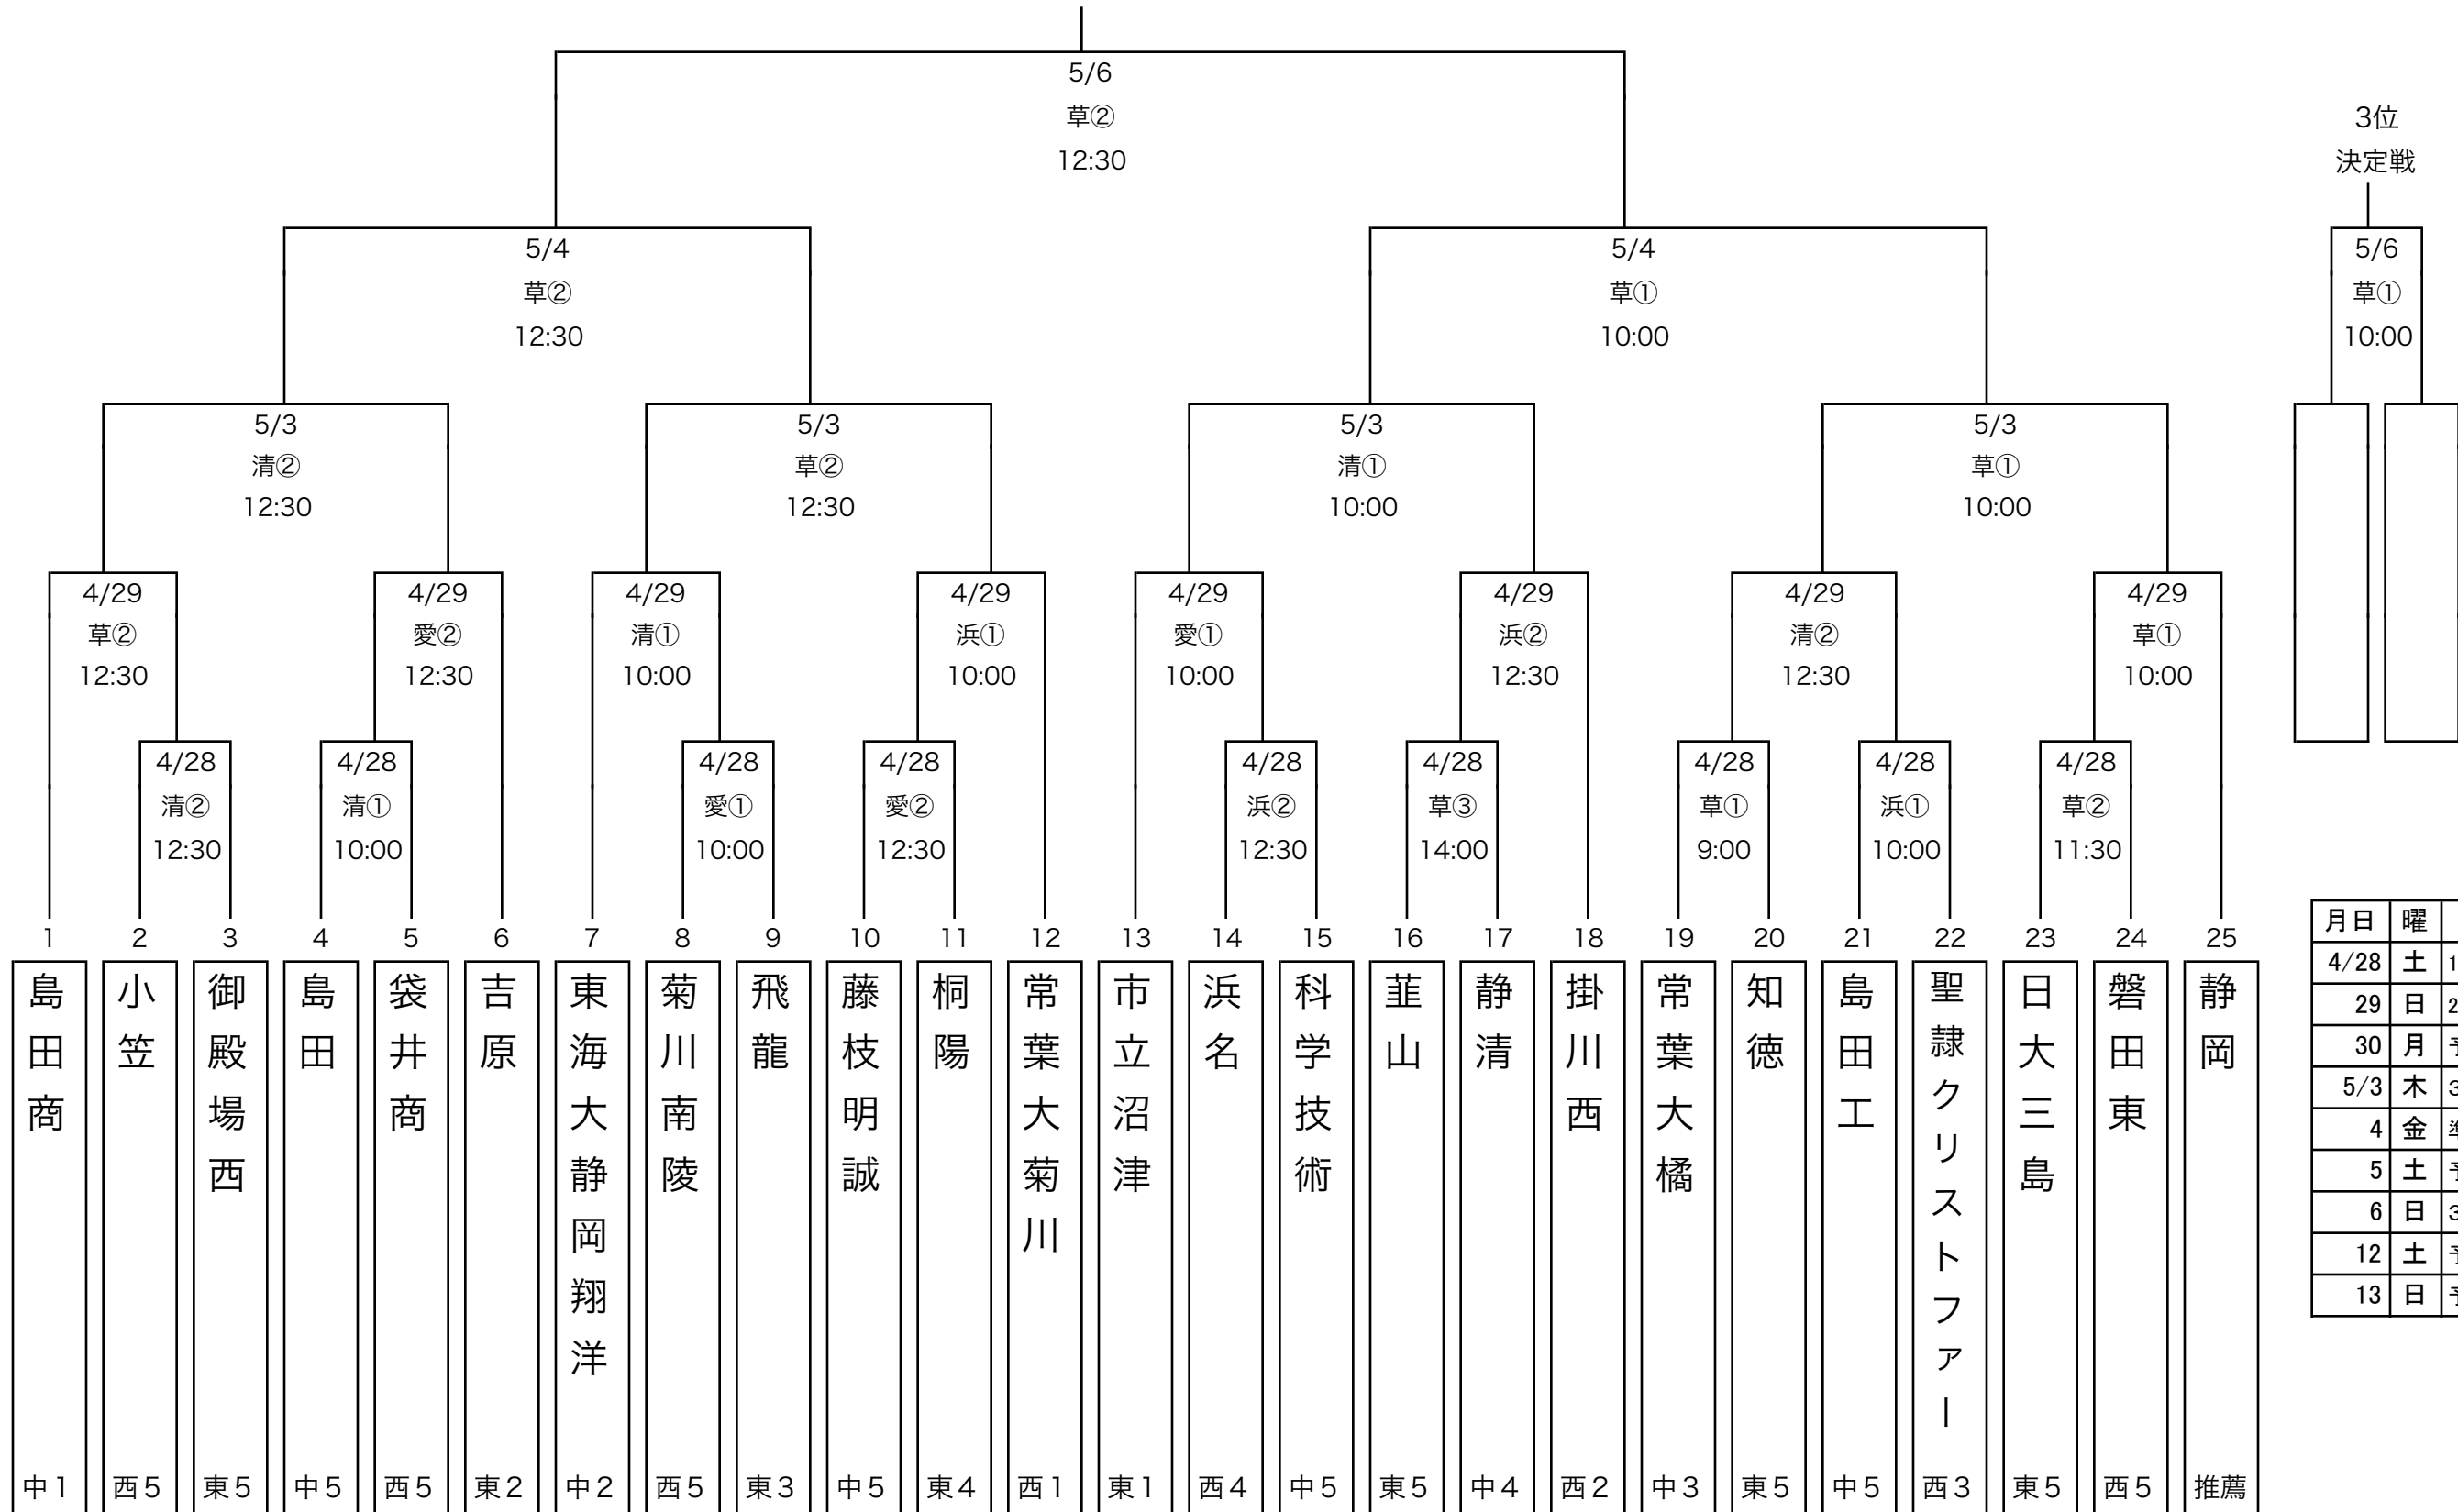 5/6
草②
12:30
3位
決定戦
5/4
草②
12:30
5/4
草①
10:00
5/6
草①
10:00
5/3
清②
12:30
5/3
草②
12:30
5/3
清①
10:00
5/3
草①
10:00
4/29
草②
12:30
4/29
愛②
12:30
4/29
清①
10:00
4/29
浜①
10:00
4/29
愛①
10:00
4/29
浜②
12:30
4/29
清②
12:30
4/29
草①
10:00
4/28
清②
12:30
4/28
清①
10:00
4/28
愛①
10:00
4/28
愛②
12:30
4/28
浜②
12:30
4/28
草③
14:00
4/28
草①
9:00
4/28
浜①
10:00
4/28
草②
11:30
1 2 3 4 5 6 7 8 9 10 11 12 13 14 15 16 17 18 19 20 21 22 23 24 25
島田商
小笠
御殿場西
島田
袋井商
吉原
東海大静岡翔洋
菊川南陵
飛龍
藤枝明誠
桐陽
常葉大菊川
市立沼津
浜名
科学技術
韮山
静清
掛川西
常葉大橘
知徳
島田工
聖隷クリストファー
日大三島
磐田東
静岡
中1 西5 東5 中5 西5 東2 中2 西5 東3 中5 東4 西1 東1 西4 中5 東5 中4 西2 中3 東5 中5 西3 東5 西5 推薦
月日 曜
4/28 土 1
29 日 2
30 月
5/3 木 3
4 金
5 土
6 日 3
12 土
13 日